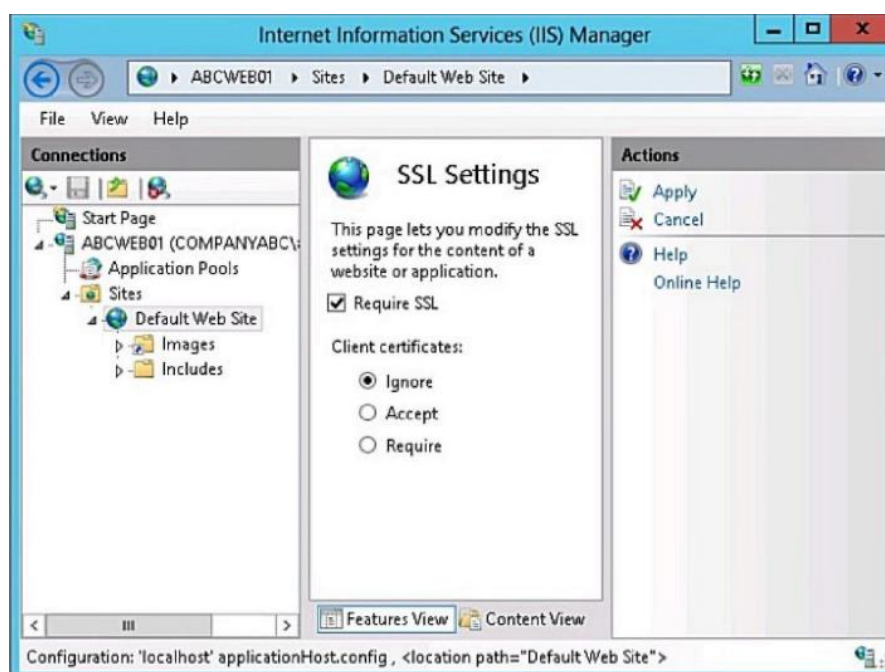 Internet Information Services (IIS) Manager
ABCWEB01 Sites Default Web Site
File View Help
Connections
Start Page
ABCWEB01 (COMPANYABC\
Application Pools
Sites
Default Web Site
Images
Includes
SSL Settings
This page lets you modify the SSL
settings for the content of a
website or application.
Require SSL
Client certificates:
Ignore
Accept
Require
Features View Content View
Actions
Apply
Cancel
Help
Online Help
Configuration: 'localhost' applicationHost.config , <location path="Default Web Site">